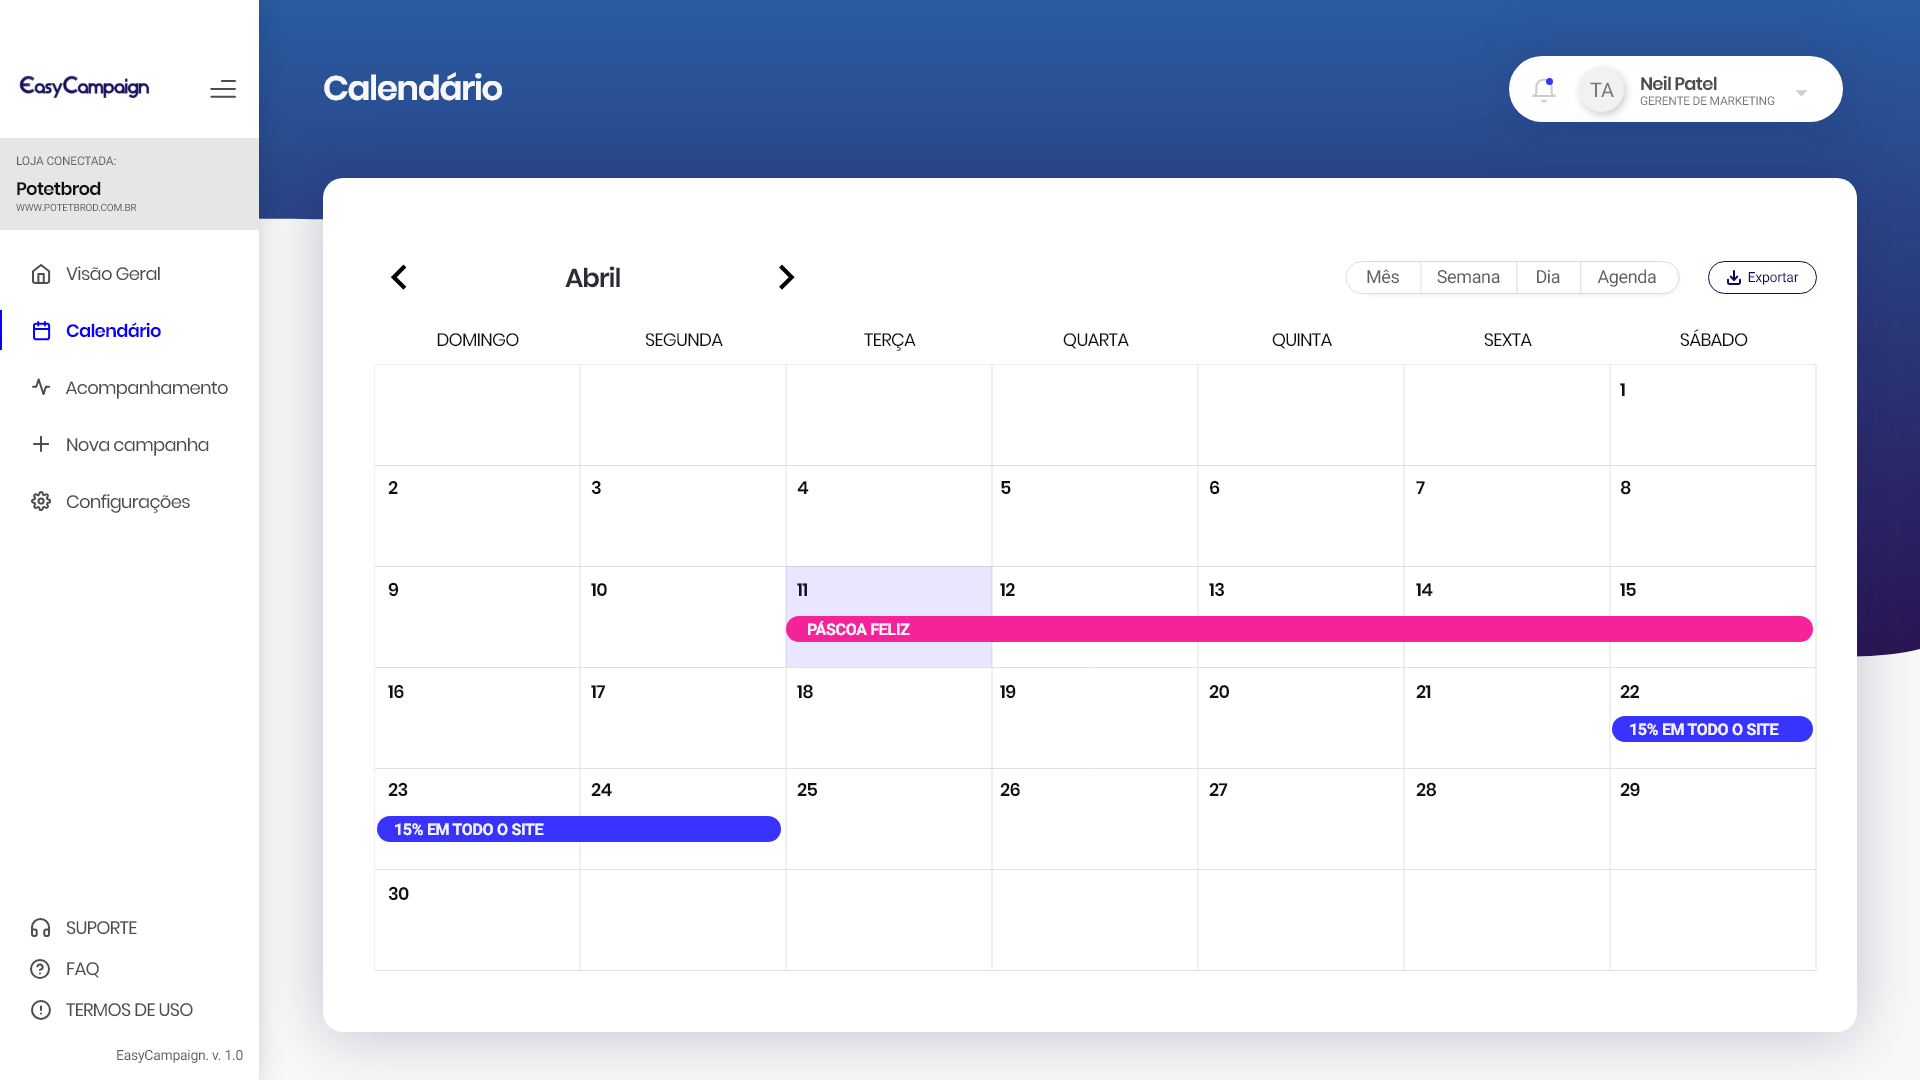 EasyCampaign
LOJA CONECTADA:
Potetbrod
WWW.POTETBROD.COM.BR
Visão Geral
Calendário
Acompanhamento
Nova campanha
Configurações
SUPORTE
FAQ
TERMOS DE USO
EasyCampaign. v. 1.0
Calendário
TA
Neil Patel
GERENTE DE MARKETING
Abril
Mês Semana Dia Agenda
Exportar
DOMINGO SEGUNDA TERÇA QUARTA QUINTA SEXTA SÁBADO
1
2 3 4 5 6 7 8
9 10 11 12 13 14 15
PÁSCOA FELIZ
16 17 18 19 20 21 22
15% EM TODO O SITE
23 24 25 26 27 28 29
15% EM TODO O SITE
30